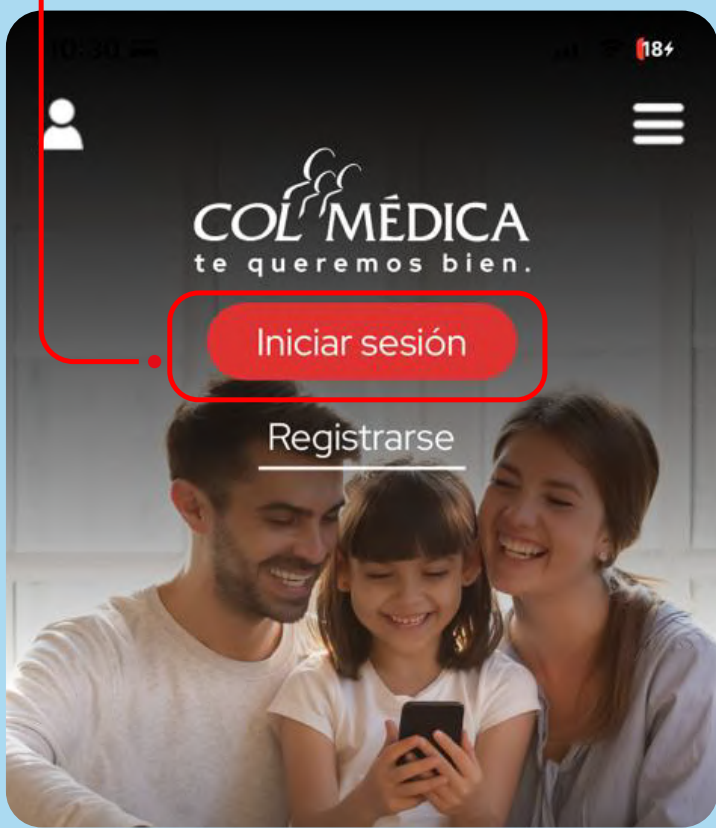 10:30
18
COLMÉDICA
te queremos bien.
Iniciar sesión
Registrarse